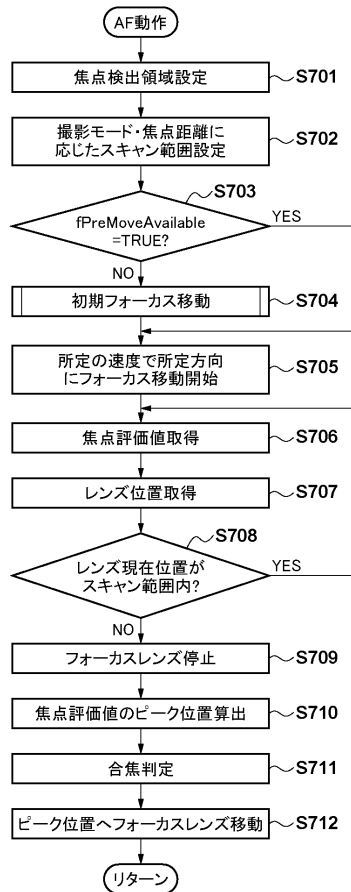 AF動作
焦点検出領域設定
S701
撮影モード・焦点距離に
応じたスキャン範囲設定
S702
S703
fPreMoveAvailable
=TRUE?
YES
NO
初期フォーカス移動
S704
所定の速度で所定方向
にフォーカス移動開始
S705
焦点評価値取得
S706
レンズ位置取得
S707
S708
レンズ現在位置が
スキャン範囲内?
YES
NO
フォーカスレンズ停止
S709
焦点評価値のピーク位置算出
S710
合焦判定
S711
ピーク位置へフォーカスレンズ移動
S712
リターン